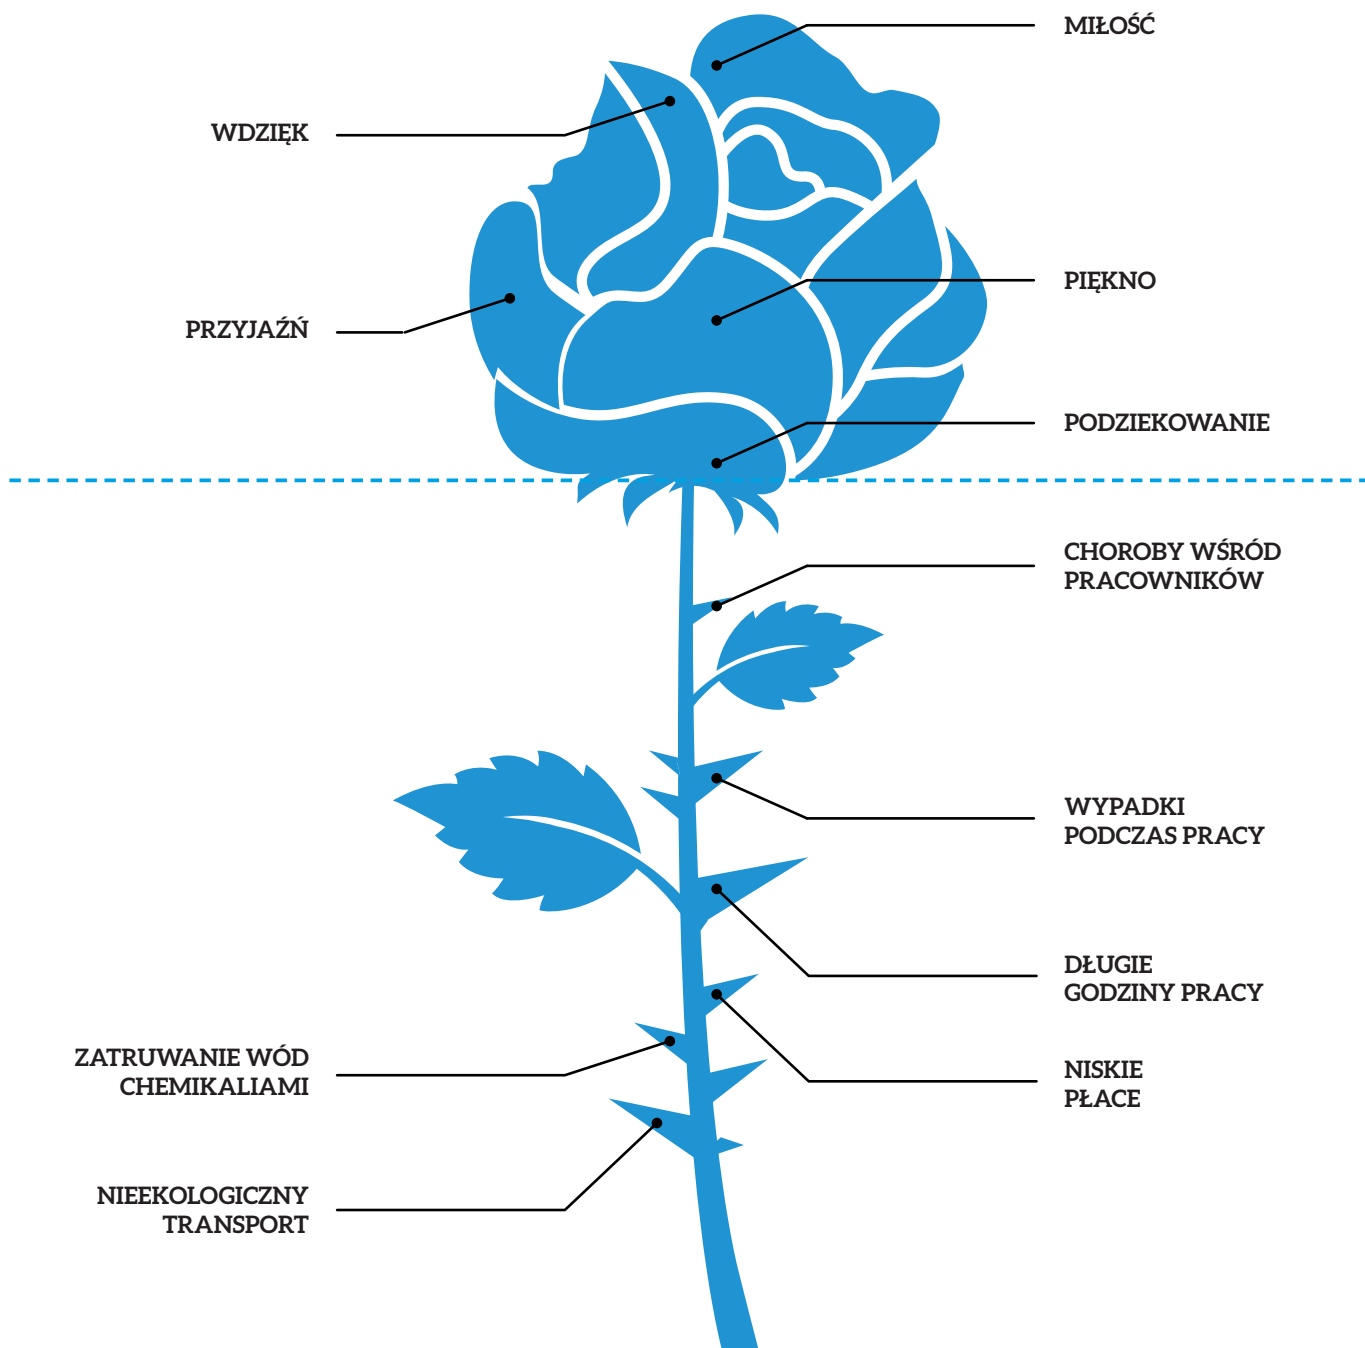 MIŁOŚĆ
WDZIĘK
PIĘKNO
PRZYJAŹŃ
PODZIEKOWANIE
CHOROBY WŚRÓD
PRACOWNIKÓW
WYPADKI
PODCZAS PRACY
DŁUGIE
GODZINY PRACY
ZATRUWANIE WÓD
CHEMIKALIAMI
NISKIE
PŁACE
NIEEKOLOGICZNY
TRANSPORT